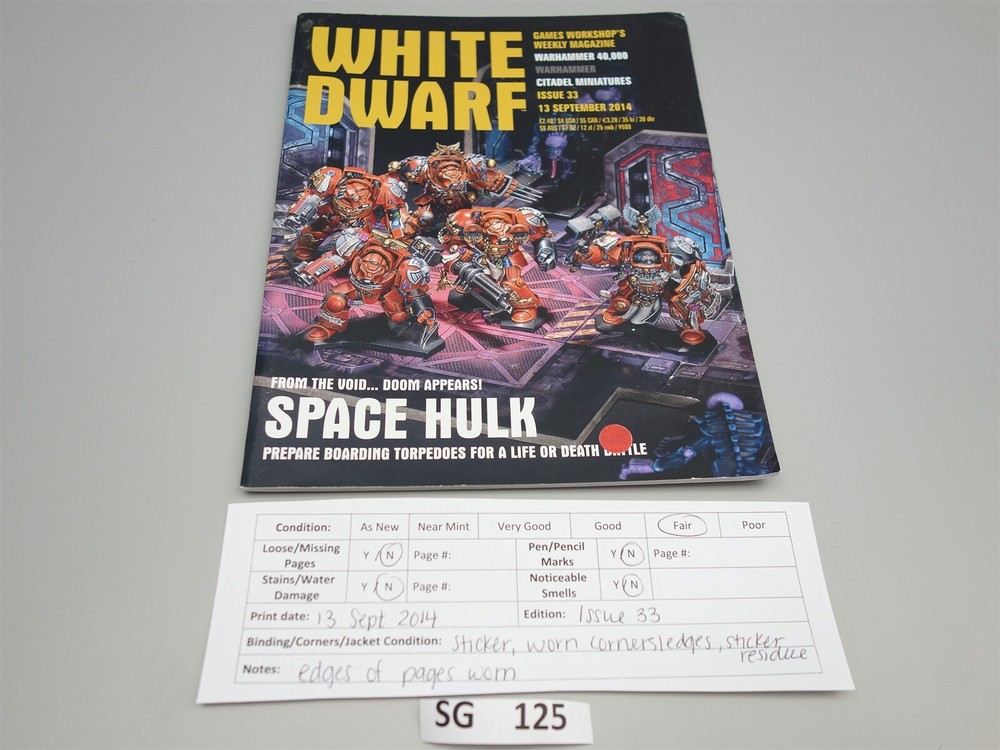 WHITE
DWARF
GAMES WORKSHOP'S
WEEKLY MAGAZINE
WARHAMMER 40,000
WARHAMMER
CITADEL MINIATURES
ISSUE 33
13 SEPTEMBER 2014
FROM THE VOID... DOOM APPEARS!
SPACE HULK
PREPARE BOARDING TORPEDOES FOR A LIFE OR DEATH BATTLE
Condition: As New Near Mint Very Good Good Fair Poor
Loose/Missing Pages Y / N Page #: Pen/Pencil Marks Y / N Page #:
Stains/Water Damage Y / N Page #: Noticeable Smells Y / N
Print date: 13 Sept 2014 Edition: Issue 33
Binding/Corners/Jacket Condition: sticker, worn corners/edges, sticker
residue
Notes: edges of pages worn
SG 125